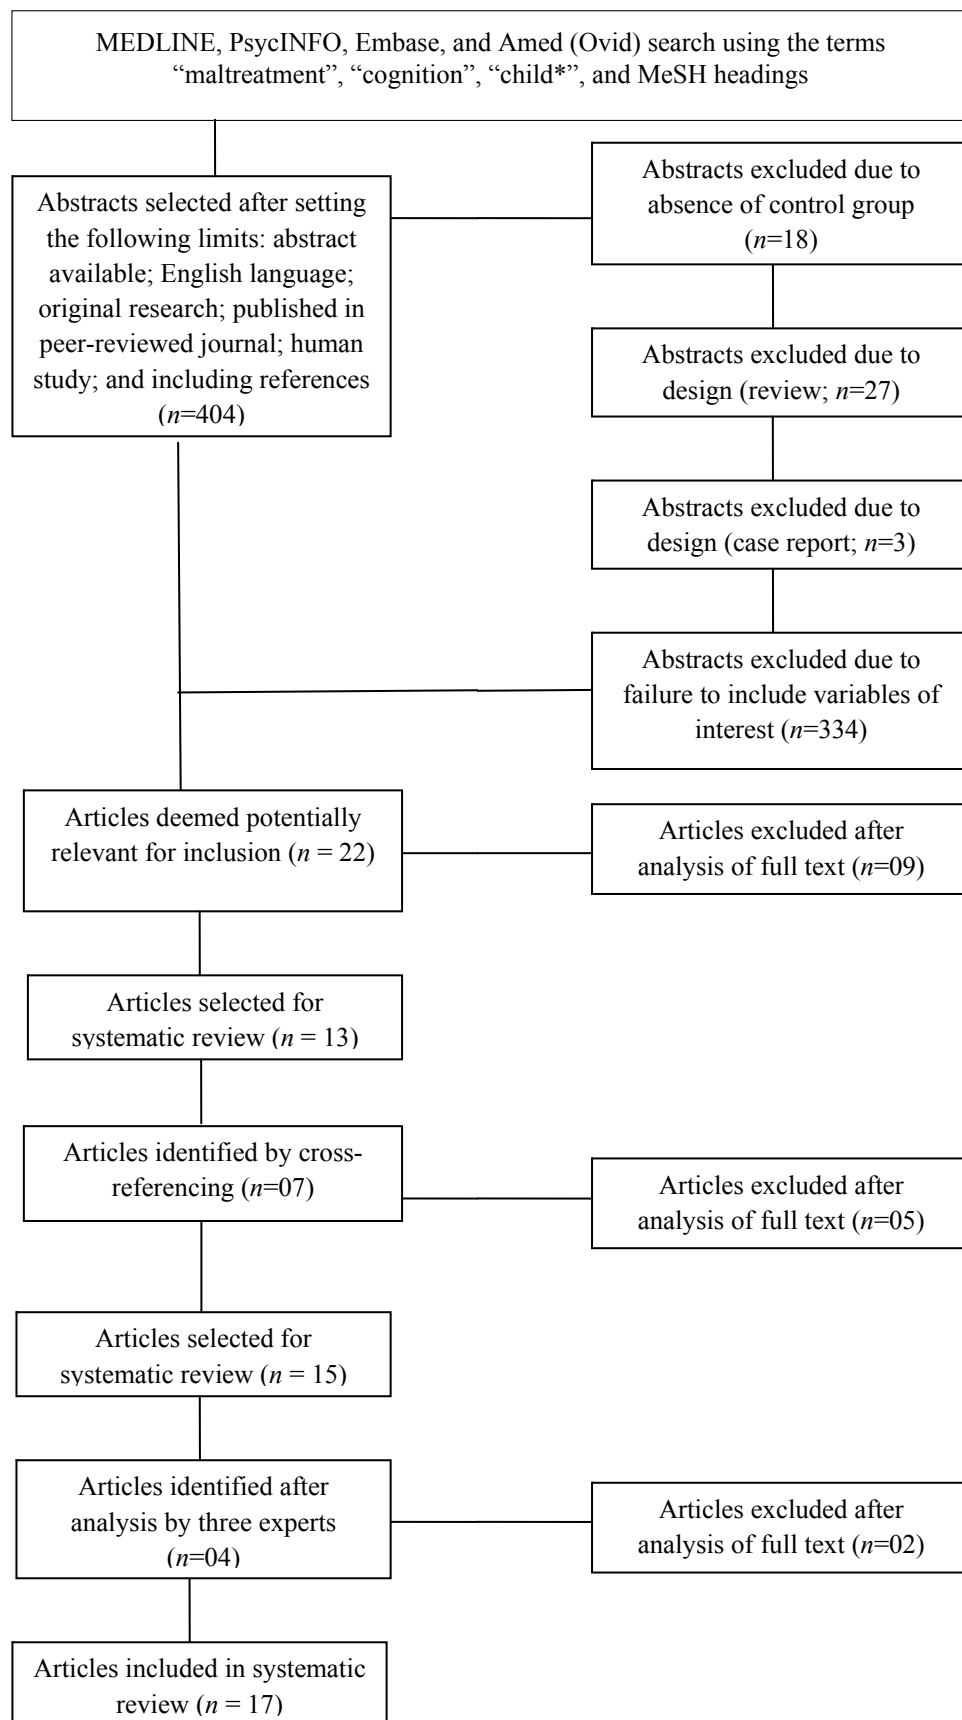 MEDLINE, PsycINFO, Embase, and Amed (Ovid) search using the terms
“maltreatment”, “cognition”, “child*”, and MeSH headings
Abstracts selected after setting
the following limits: abstract
available; English language;
original research; published in
peer-reviewed journal; human
study; and including references
(n=404)
Abstracts excluded due to
absence of control group
(n=18)
Abstracts excluded due to
design (review; n=27)
Abstracts excluded due to
design (case report; n=3)
Abstracts excluded due to
failure to include variables of
interest (n=334)
Articles deemed potentially
relevant for inclusion (n = 22)
Articles excluded after
analysis of full text (n=09)
Articles selected for
systematic review (n = 13)
Articles identified by cross-
referencing (n=07)
Articles excluded after
analysis of full text (n=05)
Articles selected for
systematic review (n = 15)
Articles identified after
analysis by three experts
(n=04)
Articles excluded after
analysis of full text (n=02)
Articles included in systematic
review (n = 17)